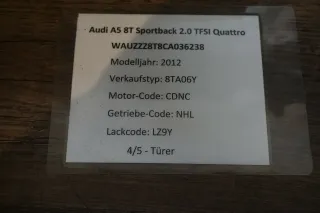 Audi A5 8T Sportback 2.0 TFSI Quattro
WAUZZZ8T8CA036238
Modelljahr: 2012
Verkaufstyp: 8TA06Y
Motor-Code: CDNC
Getriebe-Code: NHL
Lackcode: LZ9Y
4/5 - Türer